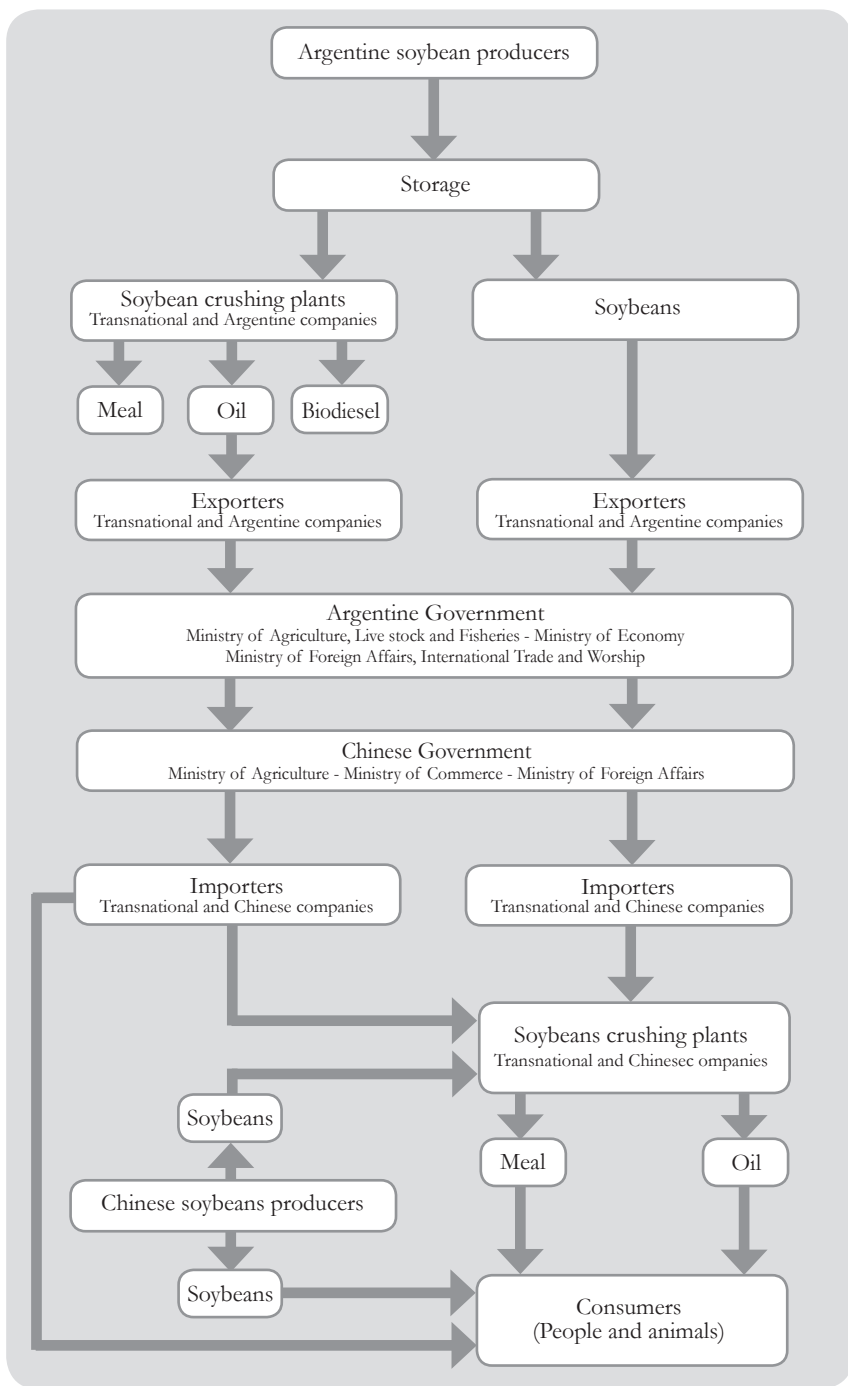 Argentine soybean producers
Storage
Soybean crushing plants
Transnational and Argentine companies
Soybeans
Meal
Oil
Biodiesel
Exporters
Transnational and Argentine companies
Exporters
Transnational and Argentine companies
Argentine Government
Ministry of Agriculture, Live stock and Fisheries - Ministry of Economy
Ministry of Foreign Affairs, International Trade and Worship
Chinese Government
Ministry of Agriculture - Ministry of Commerce - Ministry of Foreign Affairs
Importers
Transnational and Chinese companies
Importers
Transnational and Chinese companies
Soybeans crushing plants
Transnational and Chinesec ompanies
Soybeans
Meal
Oil
Chinese soybeans producers
Soybeans
Consumers
(People and animals)